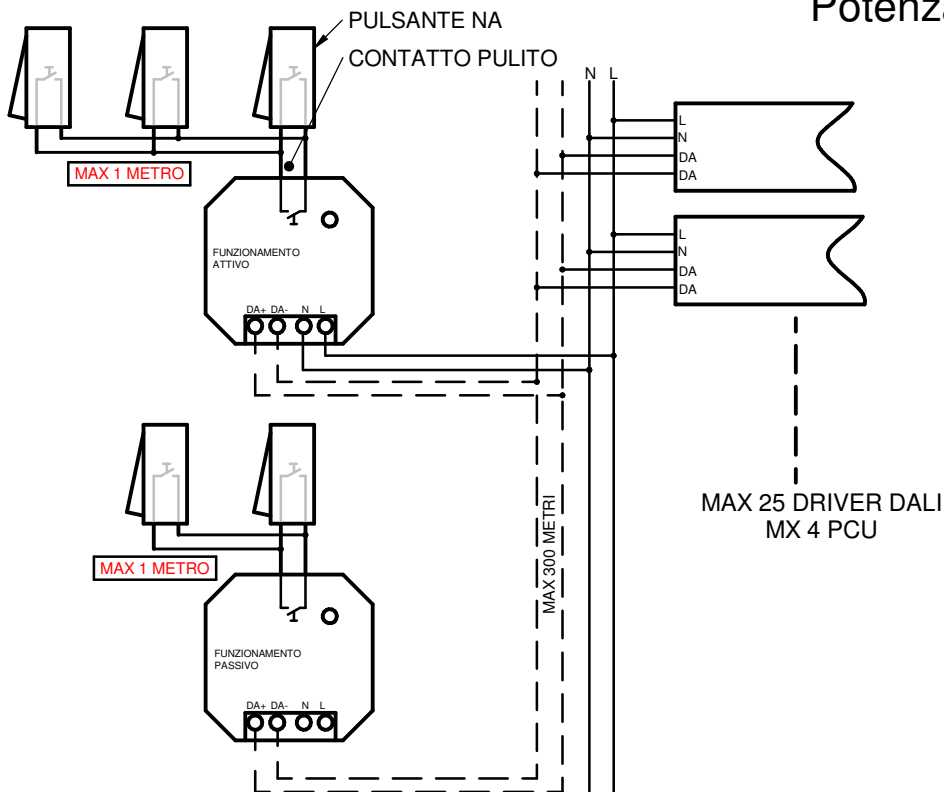 Potenza
PULSANTE NA
CONTATTO PULITO
N L
MAX 1 METRO
L
N
DA
DA
FUNZIONAMENTO
ATTIVO
DA+ DA- N L
L
N
DA
DA
MAX 25 DRIVER DALI
MX 4 PCU
MAX 300 METRI
MAX 1 METRO
FUNZIONAMENTO
PASSIVO
DA+ DA- N L